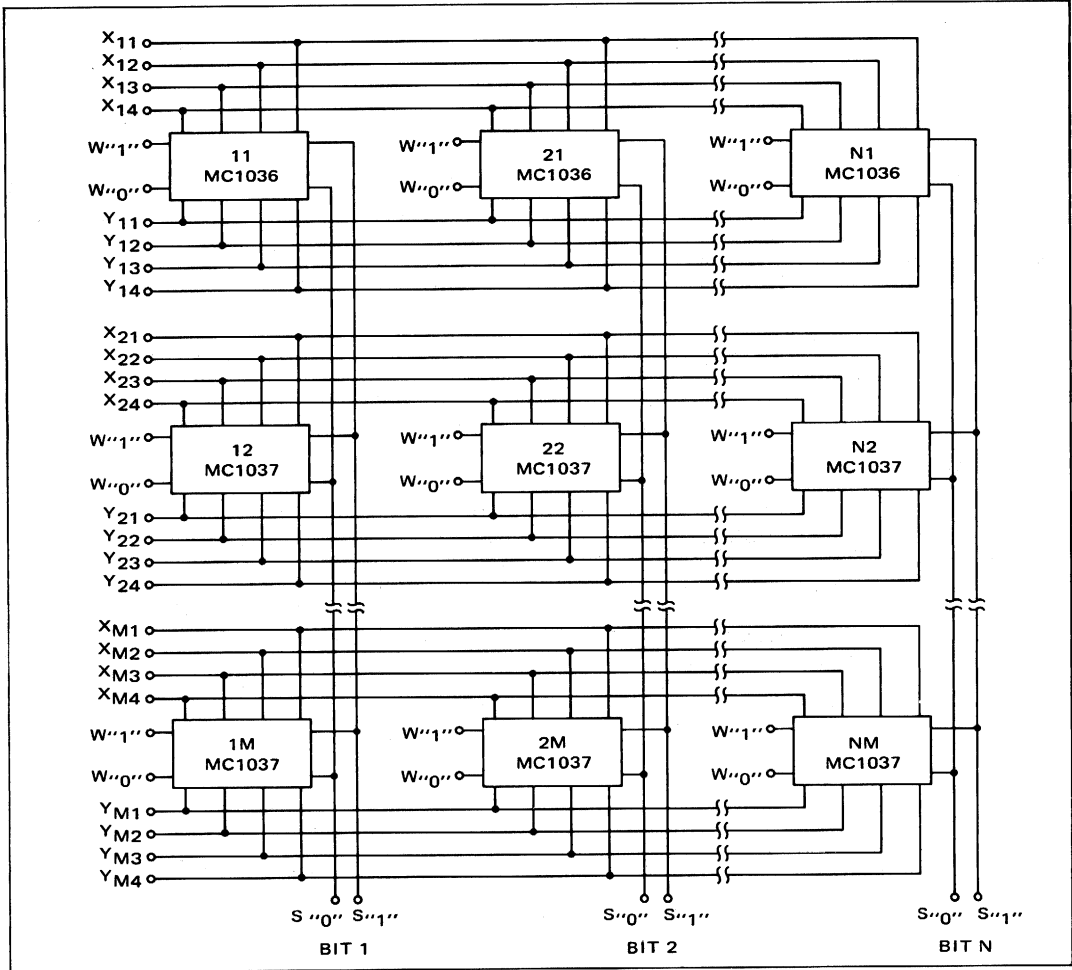 X11
X12
X13
X14
W"1" W"1" W"1"
11 21 N1
MC1036 MC1036 MC1036
W"0" W"0" W"0"
Y11
Y12
Y13
Y14
X21
X22
X23
X24
W"1" W"1" W"1"
12 22 N2
MC1037 MC1037 MC1037
W"0" W"0" W"0"
Y21
Y22
Y23
Y24
XM1
XM2
XM3
XM4
W"1" W"1" W"1"
1M 2M NM
MC1037 MC1037 MC1037
W"0" W"0" W"0"
YM1
YM2
YM3
YM4
S "0" S"1" S"0" S"1" S"0" S"1"
BIT 1 BIT 2 BIT N